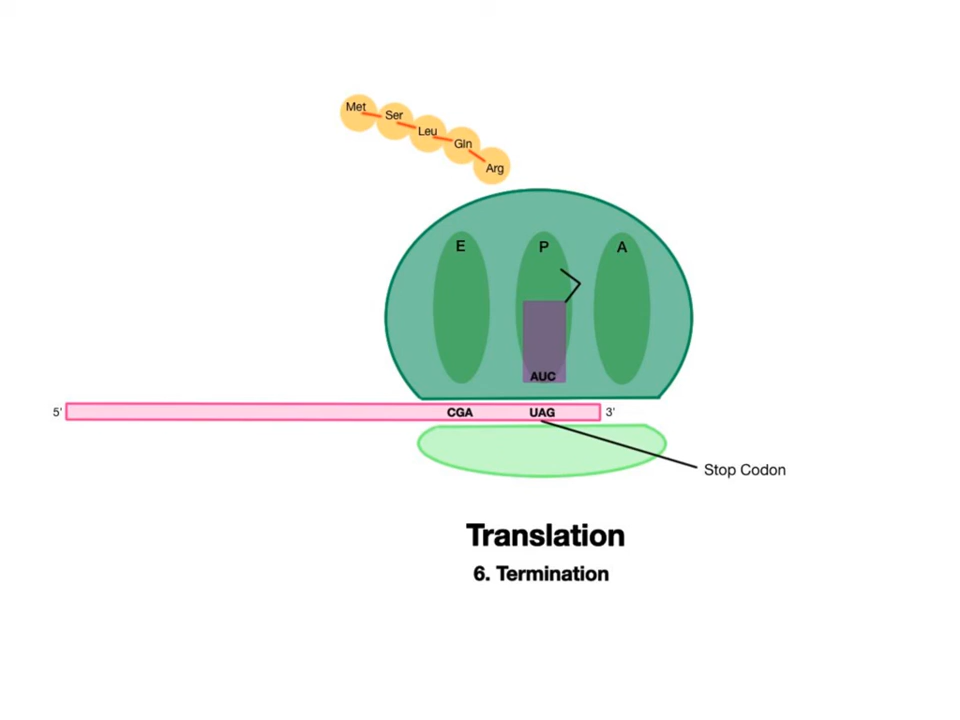 Met
Ser
Leu
Gln
Arg
E
P
A
AUC
5'
CGA
UAG
3'
Stop Codon
Translation
6. Termination